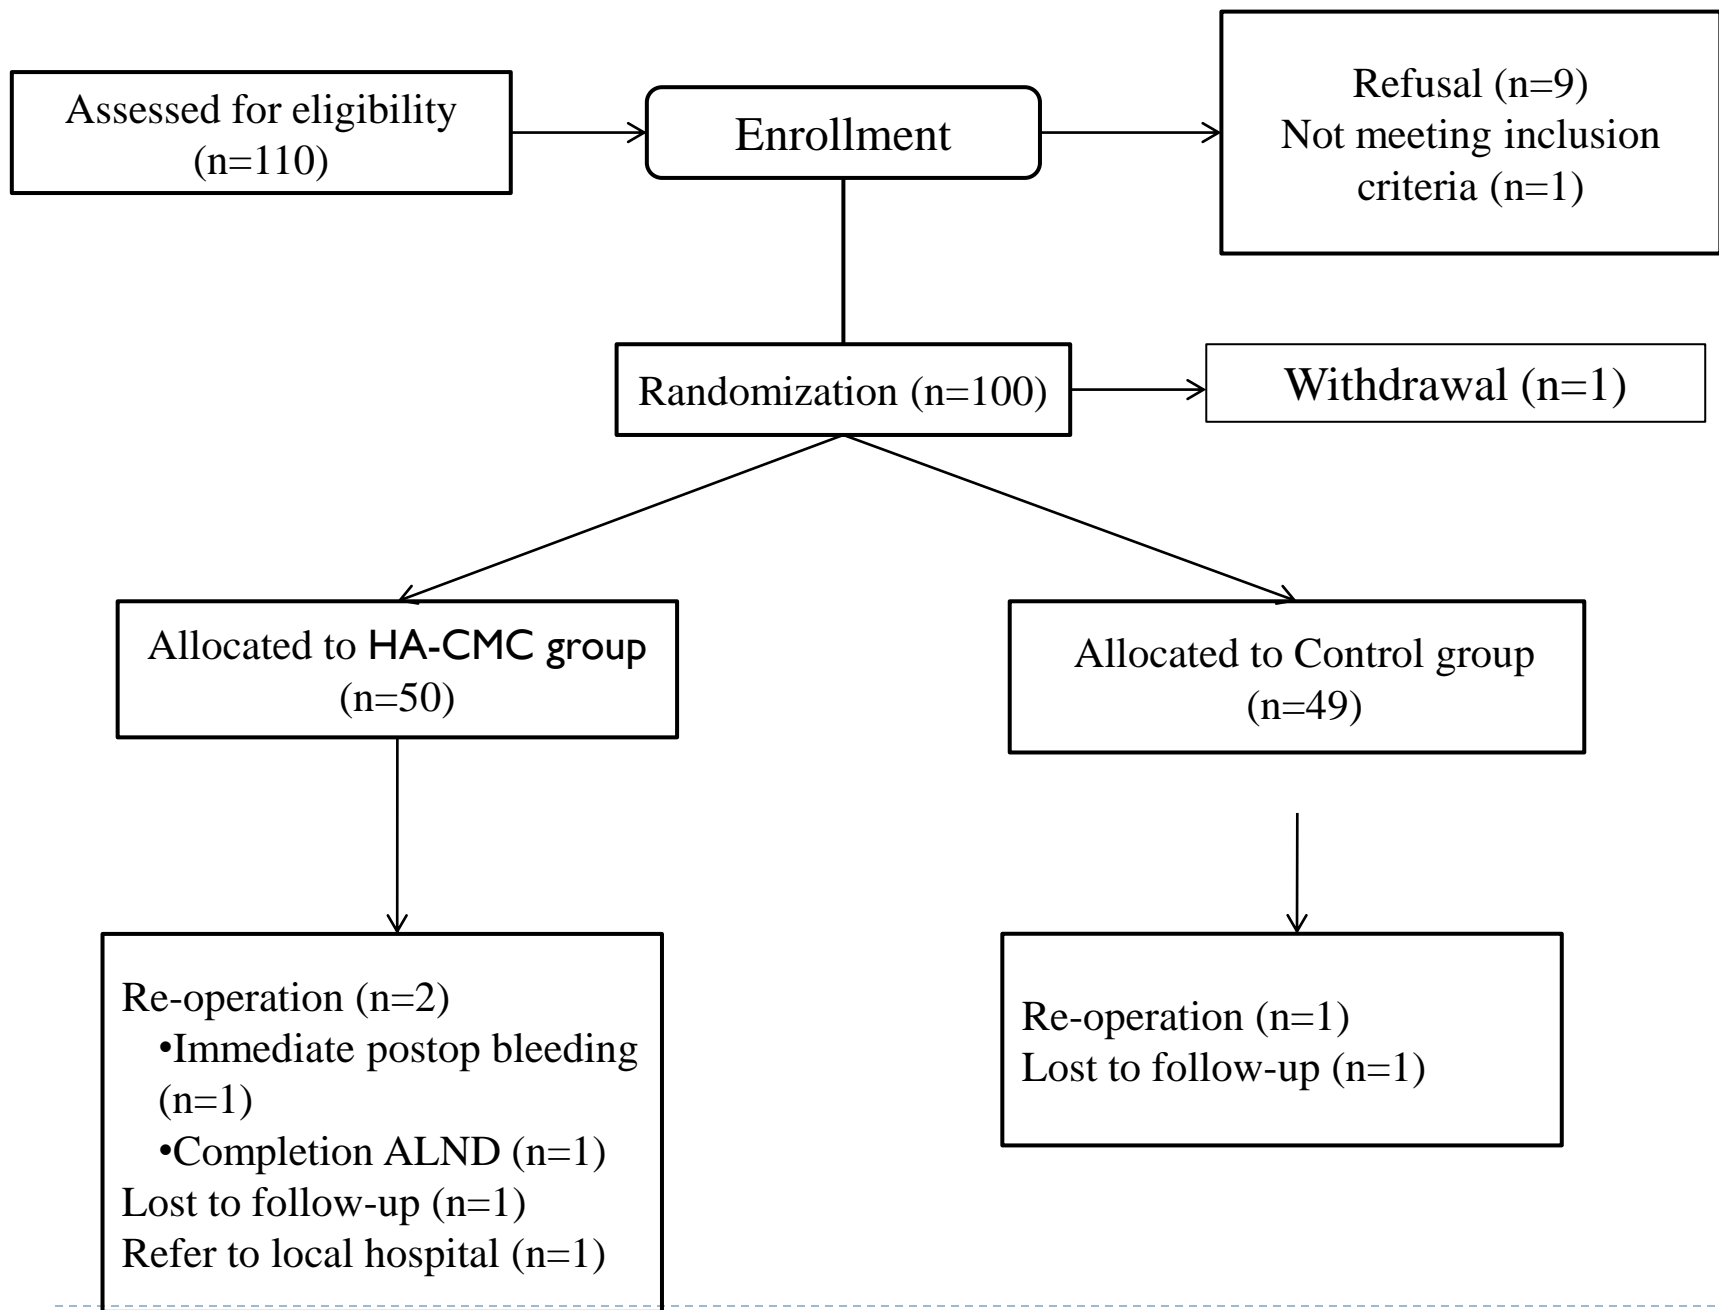 Assessed for eligibility
(n=110)
Enrollment
Refusal (n=9)
Not meeting inclusion
criteria (n=1)
Randomization (n=100)
Withdrawal (n=1)
Allocated to HA-CMC group
(n=50)
Allocated to Control group
(n=49)
Re-operation (n=2)
•Immediate postop bleeding
(n=1)
•Completion ALND (n=1)
Lost to follow-up (n=1)
Refer to local hospital (n=1)
Re-operation (n=1)
Lost to follow-up (n=1)